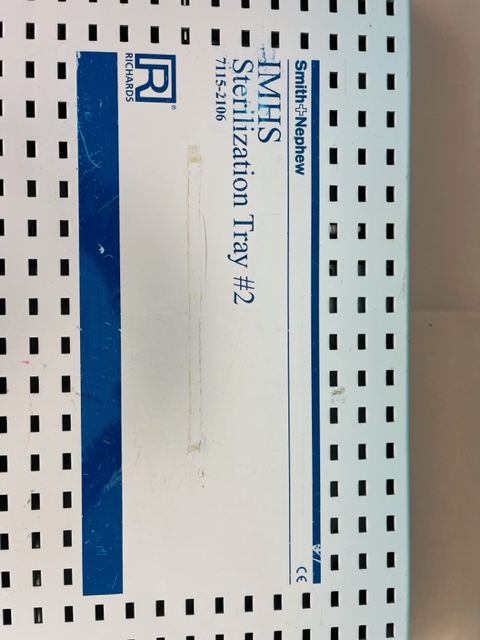 Smith+Nephew
IMHS
Sterilization Tray #2
7115-2106
R
®
RICHARDS
CE